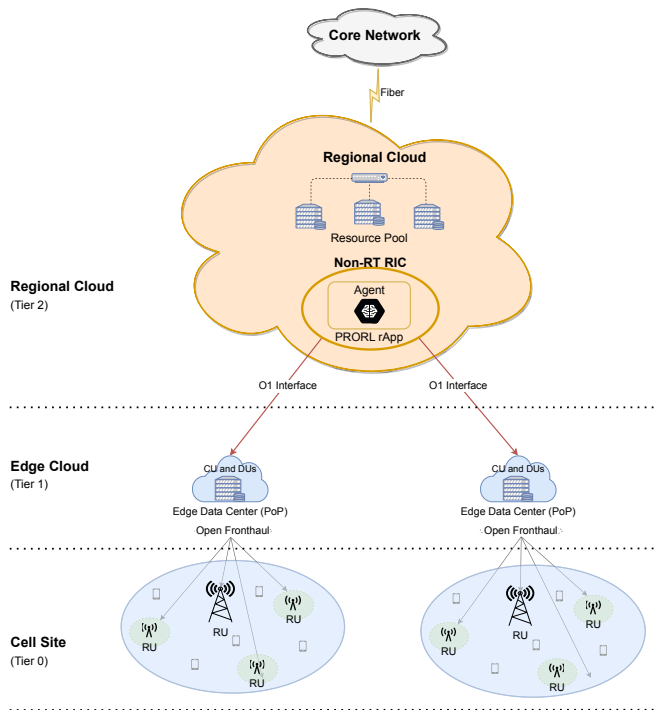 Core Network
Fiber
Regional Cloud
Resource Pool
Non-RT RIC
Agent
PRORL rApp
Regional Cloud
(Tier 2)
O1 Interface
O1 Interface
Edge Cloud
(Tier 1)
CU and DUs
Edge Data Center (PoP)
Open Fronthaul
CU and DUs
Edge Data Center (PoP)
Open Fronthaul
Cell Site
(Tier 0)
RU
RU
RU
RU
RU
RU
RU
RU